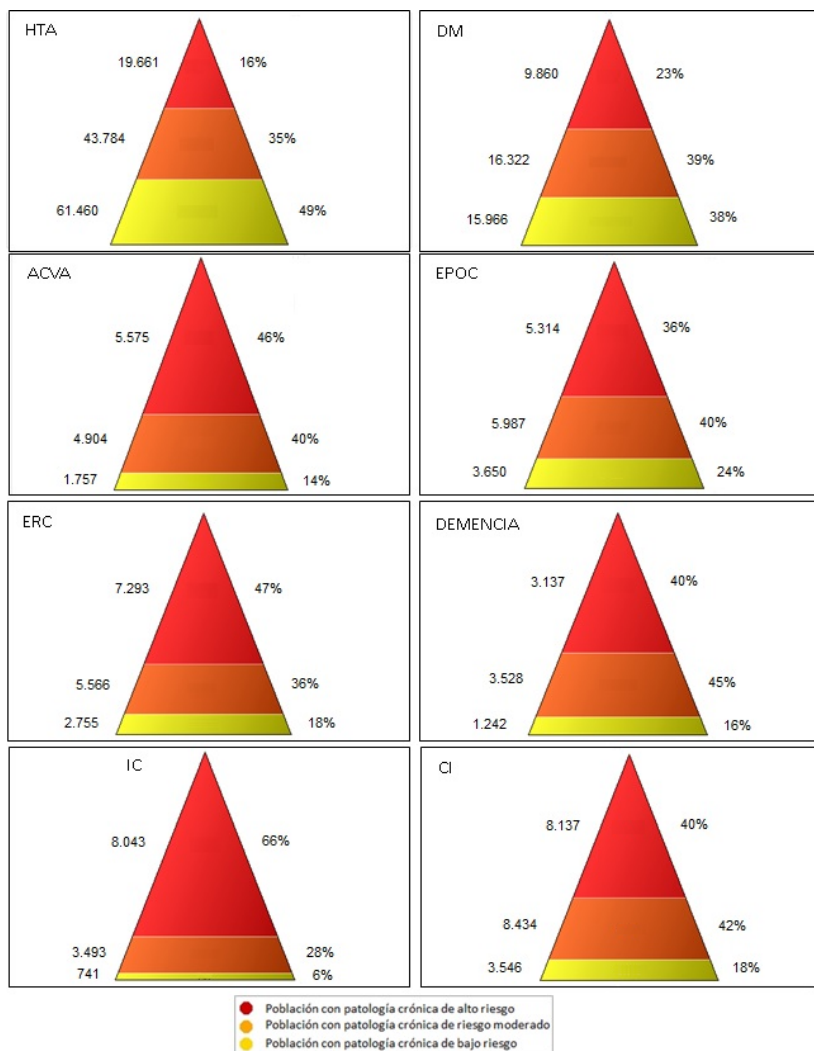 HTA
19.661 16%
43.784 35%
61.460 49%
DM
9.860 23%
16.322 39%
15.966 38%
ACVA
5.575 46%
4.904 40%
1.757 14%
EPOC
5.314 36%
5.987 40%
3.650 24%
ERC
7.293 47%
5.566 36%
2.755 18%
DEMENCIA
3.137 40%
3.528 45%
1.242 16%
IC
8.043 66%
3.493 28%
741 6%
CI
8.137 40%
8.434 42%
3.546 18%
Población con patología crónica de alto riesgo
Población con patología crónica de riesgo moderado
Población con patología crónica de bajo riesgo